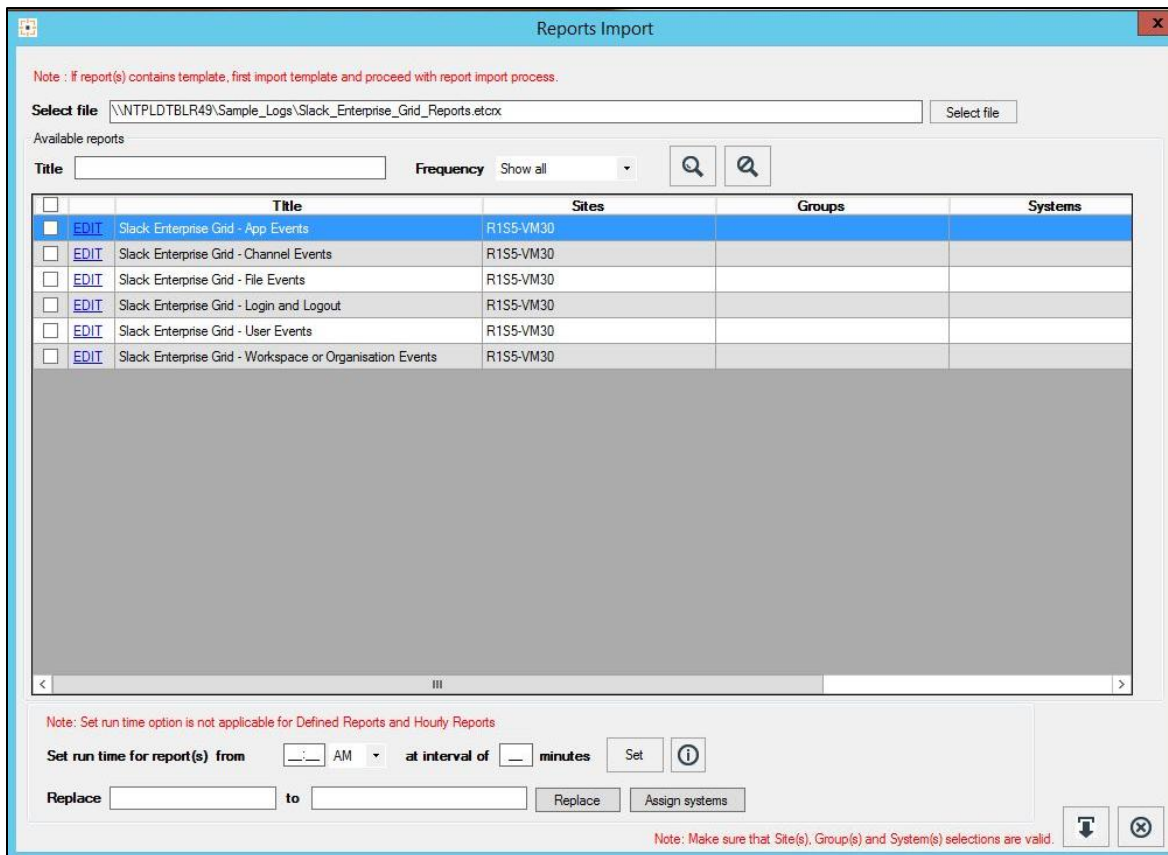 Reports Import
x
Note : If report(s) contains template, first import template and proceed with report import process.
Select file \\NTPLDTBLR49\Sample_Logs\Slack_Enterprise_Grid_Reports.etcrx Select file
Available reports
Title Frequency Show all
Title Sites Groups Systems
EDIT Slack Enterprise Grid - App Events R1S5-VM30
EDIT Slack Enterprise Grid - Channel Events R1S5-VM30
EDIT Slack Enterprise Grid - File Events R1S5-VM30
EDIT Slack Enterprise Grid - Login and Logout R1S5-VM30
EDIT Slack Enterprise Grid - User Events R1S5-VM30
EDIT Slack Enterprise Grid - Workspace or Organisation Events R1S5-VM30
Note: Set run time option is not applicable for Defined Reports and Hourly Reports
Set run time for report(s) from __:__ AM at interval of __ minutes Set
Replace to Replace Assign systems
Note: Make sure that Site(s), Group(s) and System(s) selections are valid.